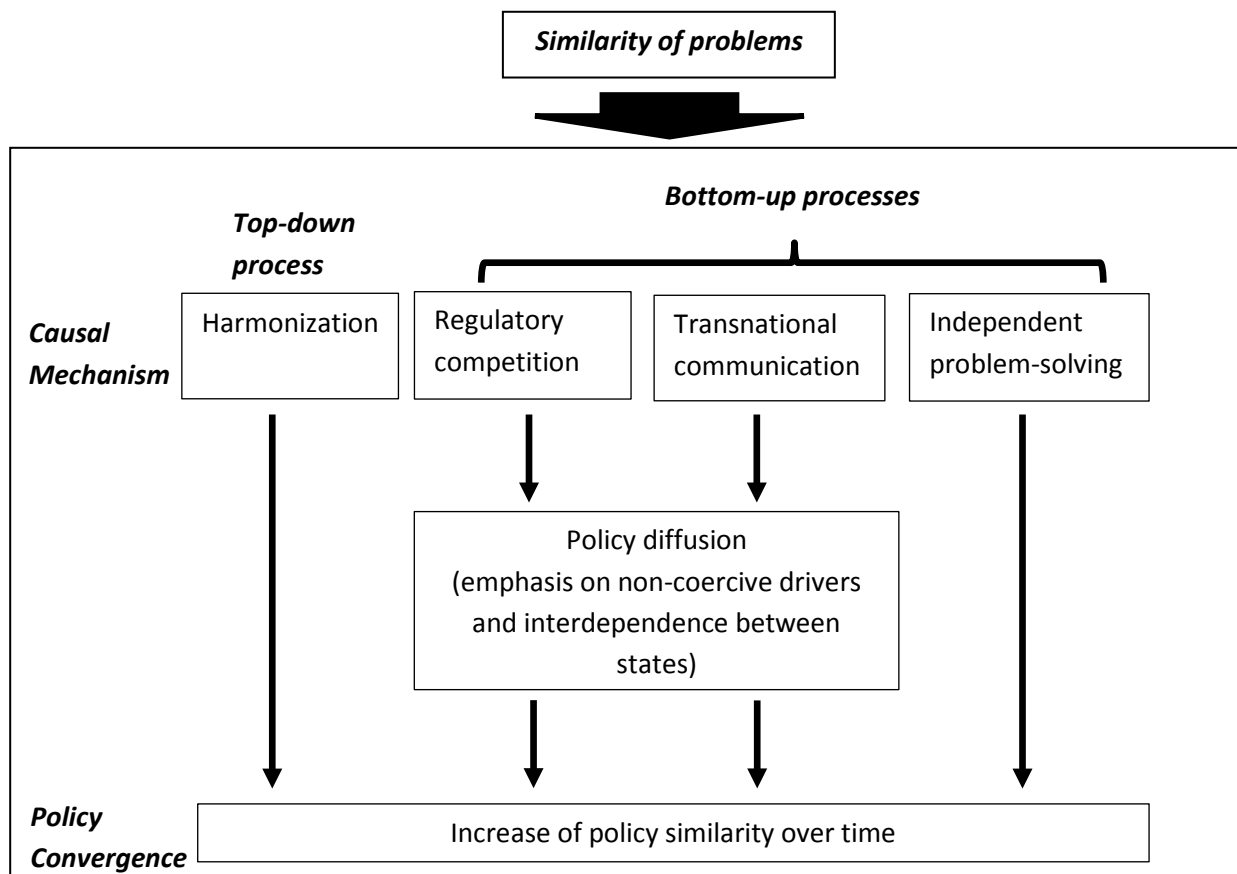 Similarity of problems
Bottom-up processes
Top-down
process
Causal
Mechanism
Harmonization
Regulatory
competition
Transnational
communication
Independent
problem-solving
Policy diffusion
(emphasis on non-coercive drivers
and interdependence between
states)
Policy
Convergence
Increase of policy similarity over time